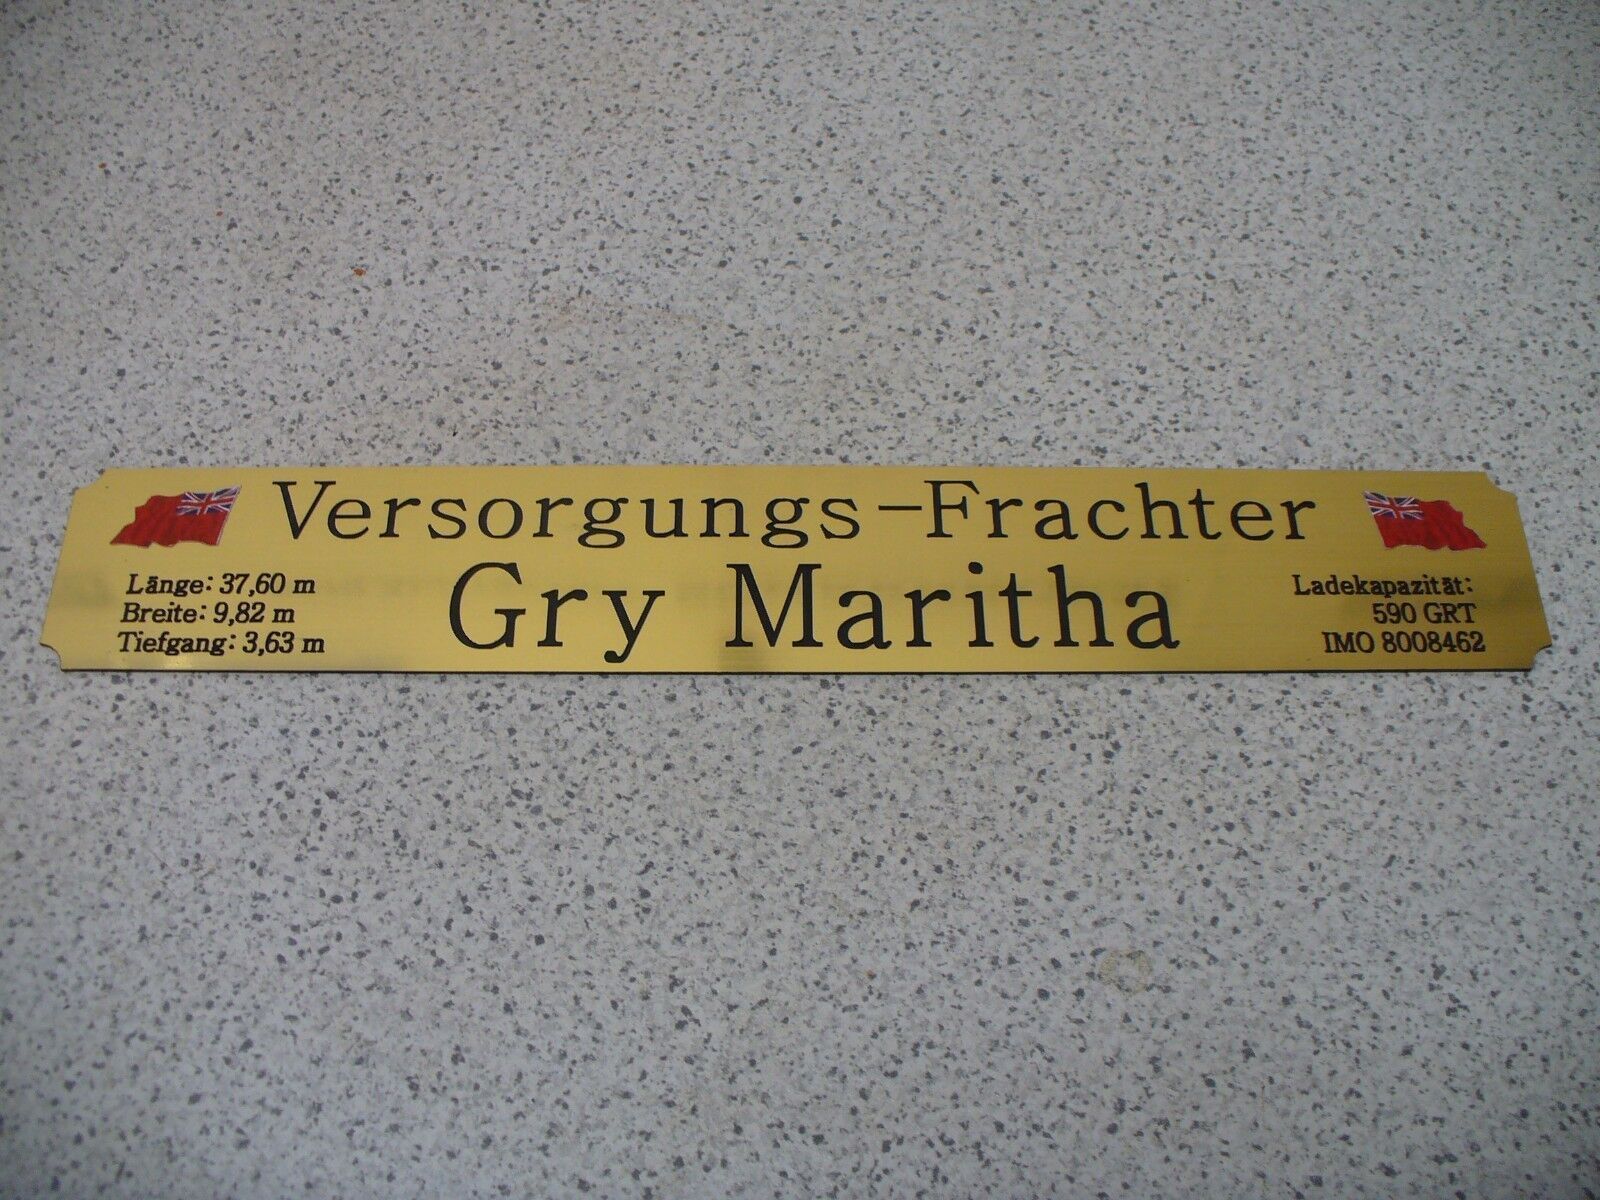 Versorgungs-Frachter
Gry Maritha
Länge: 37,60 m
Breite: 9,82 m
Tiefgang: 3,63 m
Ladekapazität:
590 GRT
IMO 8008462